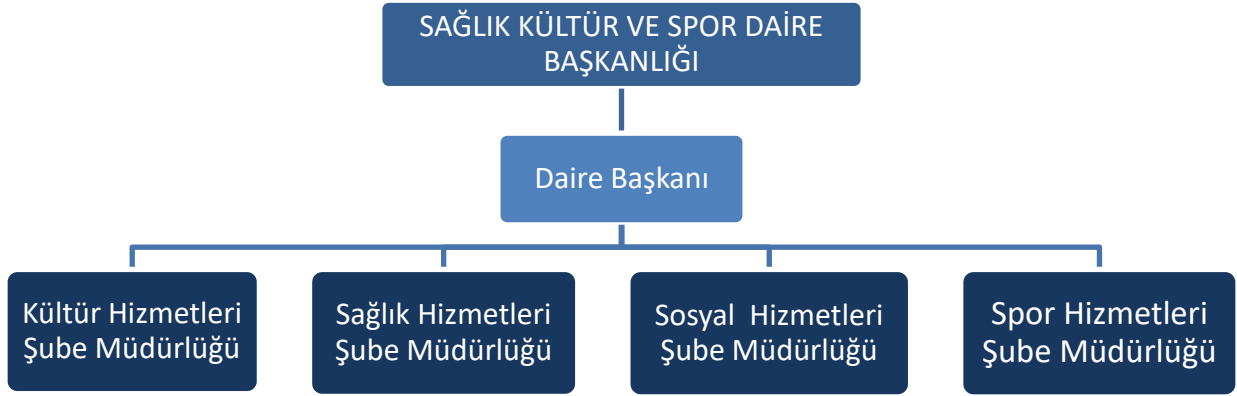 SAĞLIK KÜLTÜR VE SPOR DAİRE
BAŞKANLIĞI
Daire Başkanı
Kültür Hizmetleri
Şube Müdürlüğü
Sağlık Hizmetleri
Şube Müdürlüğü
Sosyal Hizmetleri
Şube Müdürlüğü
Spor Hizmetleri
Şube Müdürlüğü